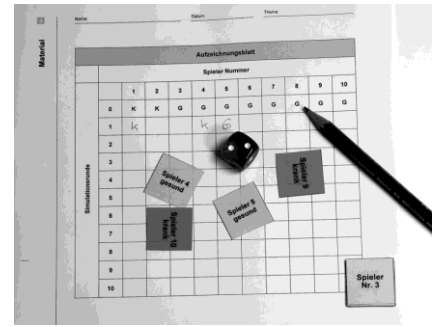 Name
Datum
Thema
Material
Aufzeichnungsblatt
Spieler Nummer
1 2 3 4 5 6 7 8 9 10
0 K K G G G G G G G G
1 K K G
2
3
4
5
6
7
8
9
10
Simulationsrunde
Spieler 4
gesund
Spieler 9
krank
Spieler 5
gesund
Spieler 10
krank
Spieler
Nr. 3